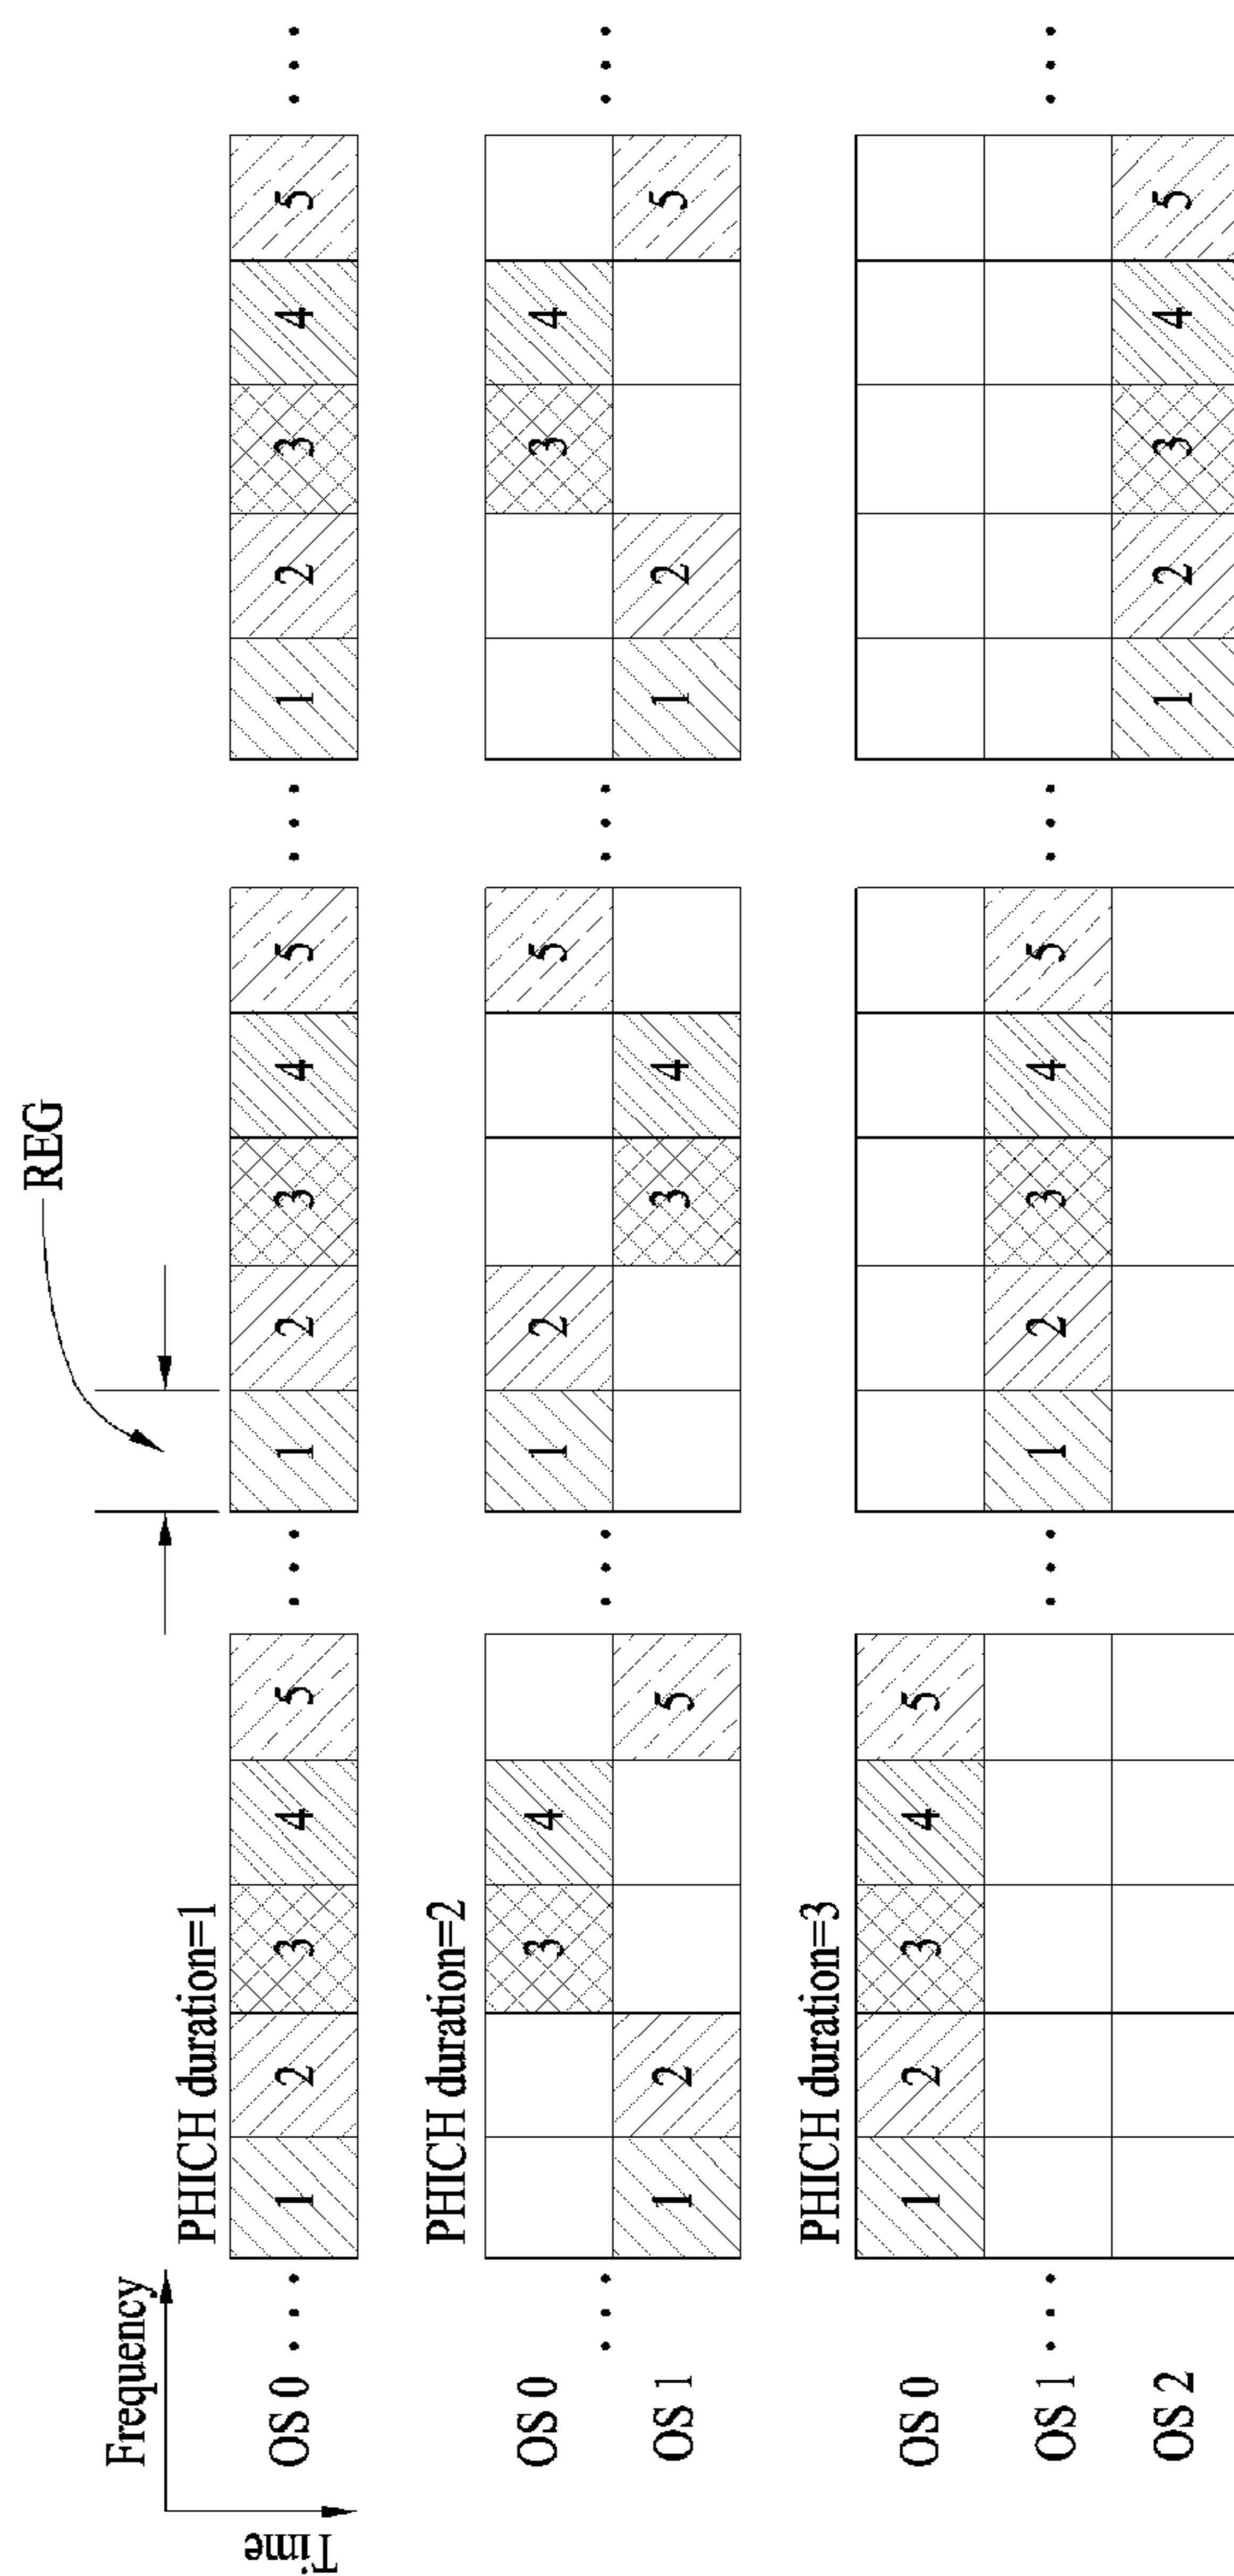 REG
Frequency
Time
PHICH duration=1
OS 0 1 2 3 4 5 1 2 3 4 5 1 2 3 4 5
PHICH duration=2
OS 0 3 4 1 2 5 3 4
OS 1 1 2 5 3 4 1 2 5
PHICH duration=3
OS 0 1 2 3 4 5
OS 1 1 2 3 4 5
OS 2 1 2 3 4 5